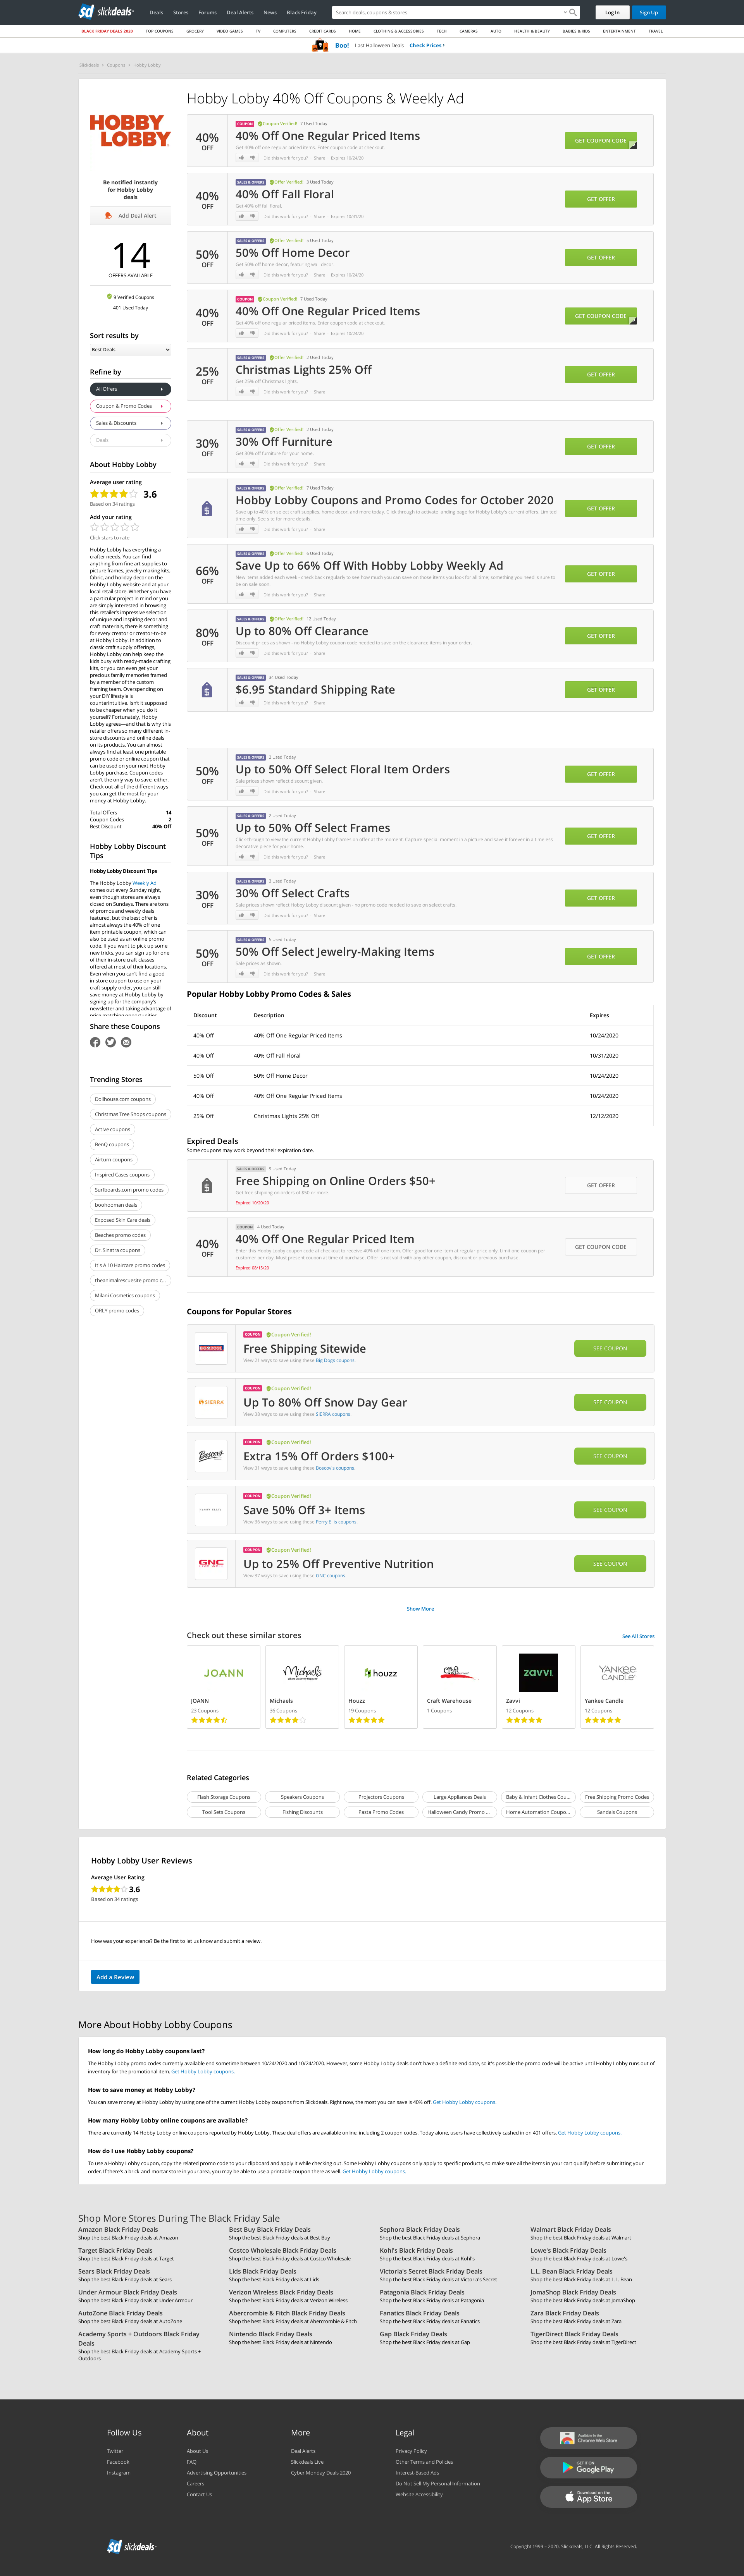 sd slickdeals
Deals Stores Forums Deal Alerts News Black Friday
Search deals, coupons & stores
Log In Sign Up
BLACK FRIDAY DEALS 2020 TOP COUPONS GROCERY VIDEO GAMES TV COMPUTERS CREDIT CARDS HOME CLOTHING & ACCESSORIES TECH CAMERAS AUTO HEALTH & BEAUTY BABIES & KIDS ENTERTAINMENT TRAVEL
Boo! Last Halloween Deals Check Prices
Slickdeals > Coupons > Hobby Lobby
HOBBY
LOBBY
Be notified instantly
for Hobby Lobby
deals
Add Deal Alert
14
OFFERS AVAILABLE
9 Verified Coupons
401 Used Today
Sort results by
Best Deals
Refine by
All Offers
Coupon & Promo Codes
Sales & Discounts
Deals
About Hobby Lobby
Average user rating
3.6
Based on 34 ratings
Add your rating
Click stars to rate
Hobby Lobby has everything a
crafter needs. You can find
anything from fine art supplies to
picture frames, jewelry making kits,
fabric, and holiday decor on the
Hobby Lobby website and at your
local retail store. Whether you have
a particular project in mind or you
are simply interested in browsing
this retailer's impressive selection
of unique and inspired decor and
craft materials, there is something
for every creator or creator-to-be
at Hobby Lobby. In addition to
classic craft supply offerings,
Hobby Lobby can help keep the
kids busy with ready-made crafting
kits, or you can even get your
precious family memories framed
by a member of the custom
framing team. Overspending on
your DIY lifestyle is
counterintuitive. Isn't it supposed
to be cheaper when you do it
yourself? Fortunately, Hobby
Lobby agrees—and that is why this
retailer offers so many different in-
store discounts and online deals
on its products. You can almost
always find at least one printable
promo code or online coupon that
can be used on your next Hobby
Lobby purchase. Coupon codes
aren't the only way to save, either.
Check out all of the different ways
you can get the most for your
money at Hobby Lobby.
Total Offers 14
Coupon Codes 2
Best Discount 40% Off
Hobby Lobby Discount
Tips
Hobby Lobby Discount Tips
The Hobby Lobby Weekly Ad
comes out every Sunday night,
even though stores are always
closed on Sundays. There are tons
of promos and weekly deals
featured, but the best offer is
almost always the 40% off one
item printable coupon, which can
also be used as an online promo
code. If you want to pick up some
new tricks, you can sign up for one
of their in-store craft classes
offered at most of their locations.
Even when you can't find a good
in-store coupon to use on your
craft supply order, you can still
save money at Hobby Lobby by
signing up for the company's
newsletter and taking advantage of
Share these Coupons
Trending Stores
Dollhouse.com coupons
Christmas Tree Shops coupons
Active coupons
BenQ coupons
Airturn coupons
Inspired Cases coupons
Surfboards.com promo codes
boohooman deals
Exposed Skin Care deals
Beaches promo codes
Dr. Sinatra coupons
It's A 10 Haircare promo codes
theanimalrescuesite promo c...
Milani Cosmetics coupons
ORLY promo codes
Hobby Lobby 40% Off Coupons & Weekly Ad
40% OFF
COUPON Coupon Verified! 7 Used Today
40% Off One Regular Priced Items
Get 40% off one regular priced items. Enter coupon code at checkout.
Did this work for you? Share Expires 10/24/20
GET COUPON CODE
40% OFF
SALES & OFFERS Offer Verified! 3 Used Today
40% Off Fall Floral
Get 40% off fall floral.
Did this work for you? Share Expires 10/31/20
GET OFFER
50% OFF
SALES & OFFERS Offer Verified! 5 Used Today
50% Off Home Decor
Get 50% off home decor, featuring wall decor.
Did this work for you? Share Expires 10/24/20
GET OFFER
40% OFF
COUPON Coupon Verified! 7 Used Today
40% Off One Regular Priced Items
Get 40% off one regular priced items. Enter coupon code at checkout.
Did this work for you? Share Expires 10/24/20
GET COUPON CODE
25% OFF
SALES & OFFERS Offer Verified! 2 Used Today
Christmas Lights 25% Off
Get 25% off Christmas lights.
Did this work for you? Share
GET OFFER
30% OFF
SALES & OFFERS Offer Verified! 2 Used Today
30% Off Furniture
Get 30% off furniture for your home.
Did this work for you? Share
GET OFFER
SALES & OFFERS Offer Verified! 7 Used Today
Hobby Lobby Coupons and Promo Codes for October 2020
Save up to 40% on select craft supplies, home decor, and more today. Click through to activate landing page for Hobby Lobby's current offers. Limited
time only. See site for more details.
Did this work for you? Share
GET OFFER
66% OFF
SALES & OFFERS Offer Verified! 6 Used Today
Save Up to 66% Off With Hobby Lobby Weekly Ad
New items added each week - check back regularly to see how much you can save on those items you look for all time; something you need is sure to
be on sale soon.
Did this work for you? Share
GET OFFER
80% OFF
SALES & OFFERS Offer Verified! 12 Used Today
Up to 80% Off Clearance
Discount prices as shown - no Hobby Lobby coupon code needed to save on the clearance items in your order.
Did this work for you? Share
GET OFFER
SALES & OFFERS 34 Used Today
$6.95 Standard Shipping Rate
Did this work for you? Share
GET OFFER
50% OFF
SALES & OFFERS 2 Used Today
Up to 50% Off Select Floral Item Orders
Sale prices shown reflect discount given.
Did this work for you? Share
GET OFFER
50% OFF
SALES & OFFERS 2 Used Today
Up to 50% Off Select Frames
Click-through to view the current Hobby Lobby frames on offer at the moment. Capture special moment in a picture and save it forever in a timeless
decorative piece for your home.
Did this work for you? Share
GET OFFER
30% OFF
SALES & OFFERS 3 Used Today
30% Off Select Crafts
Sale prices shown reflect Hobby Lobby discount given - no promo code needed to save on select crafts.
Did this work for you? Share
GET OFFER
50% OFF
SALES & OFFERS 5 Used Today
50% Off Select Jewelry-Making Items
Sale prices as shown.
Did this work for you? Share
GET OFFER
Popular Hobby Lobby Promo Codes & Sales
Discount Description Expires
40% Off 40% Off One Regular Priced Items 10/24/2020
40% Off 40% Off Fall Floral 10/31/2020
50% Off 50% Off Home Decor 10/24/2020
40% Off 40% Off One Regular Priced Items 10/24/2020
25% Off Christmas Lights 25% Off 12/12/2020
Expired Deals
Some coupons may work beyond their expiration date.
SALES & OFFERS 9 Used Today
Free Shipping on Online Orders $50+
Get free shipping on orders of $50 or more.
Expired 10/20/20
GET OFFER
40% OFF
COUPON 4 Used Today
40% Off One Regular Priced Item
Enter this Hobby Lobby coupon code at checkout to receive 40% off one item. Offer good for one item at regular price only. Limit one coupon per
customer per day. Must present coupon at time of purchase. Offer is not valid with any other coupon, discount or previous purchase.
Expired 08/15/20
GET COUPON CODE
Coupons for Popular Stores
BIG DOGS
COUPON Coupon Verified!
Free Shipping Sitewide
View 21 ways to save using these Big Dogs coupons.
SEE COUPON
SIERRA
COUPON Coupon Verified!
Up To 80% Off Snow Day Gear
View 38 ways to save using these SIERRA coupons.
SEE COUPON
Boscov's
COUPON Coupon Verified!
Extra 15% Off Orders $100+
View 31 ways to save using these Boscov's coupons.
SEE COUPON
PERRY ELLIS
COUPON Coupon Verified!
Save 50% Off 3+ Items
View 36 ways to save using these Perry Ellis coupons.
SEE COUPON
GNC
LIVE WELL
COUPON Coupon Verified!
Up to 25% Off Preventive Nutrition
View 37 ways to save using these GNC coupons.
SEE COUPON
Show More
Check out these similar stores
See All Stores
JOANN Michaels houzz Craft ZAVVI. YANKEE CANDLE
JOANN Michaels Houzz Craft Warehouse Zavvi Yankee Candle
23 Coupons 36 Coupons 19 Coupons 1 Coupons 12 Coupons 12 Coupons
Related Categories
Flash Storage Coupons Speakers Coupons Projectors Coupons Large Appliances Deals Baby & Infant Clothes Cou... Free Shipping Promo Codes
Tool Sets Coupons Fishing Discounts Pasta Promo Codes Halloween Candy Promo ... Home Automation Coupo... Sandals Coupons
Hobby Lobby User Reviews
Average User Rating
3.6
Based on 34 ratings
How was your experience? Be the first to let us know and submit a review.
Add a Review
More About Hobby Lobby Coupons
How long do Hobby Lobby coupons last?
The Hobby Lobby promo codes currently available end sometime between 10/24/2020 and 10/24/2020. However, some Hobby Lobby deals don't have a definite end date, so it's possible the promo code will be active until Hobby Lobby runs out of
inventory for the promotional item. Get Hobby Lobby coupons.
How to save money at Hobby Lobby?
You can save money at Hobby Lobby by using one of the current Hobby Lobby coupons from Slickdeals. Right now, the most you can save is 40% off. Get Hobby Lobby coupons.
How many Hobby Lobby online coupons are available?
There are currently 14 Hobby Lobby online coupons reported by Hobby Lobby. These deal offers are available online, including 2 coupon codes. Today alone, users have collectively cashed in on 401 offers. Get Hobby Lobby coupons.
How do I use Hobby Lobby coupons?
To use a Hobby Lobby coupon, copy the related promo code to your clipboard and apply it while checking out. Some Hobby Lobby coupons only apply to specific products, so make sure all the items in your cart qualify before submitting your
order. If there's a brick-and-mortar store in your area, you may be able to use a printable coupon there as well. Get Hobby Lobby coupons.
Shop More Stores During The Black Friday Sale
Amazon Black Friday Deals Best Buy Black Friday Deals Sephora Black Friday Deals Walmart Black Friday Deals
Shop the best Black Friday deals at Amazon Shop the best Black Friday deals at Best Buy Shop the best Black Friday deals at Sephora Shop the best Black Friday deals at Walmart
Target Black Friday Deals Costco Wholesale Black Friday Deals Kohl's Black Friday Deals Lowe's Black Friday Deals
Shop the best Black Friday deals at Target Shop the best Black Friday deals at Costco Wholesale Shop the best Black Friday deals at Kohl's Shop the best Black Friday deals at Lowe's
Sears Black Friday Deals Lids Black Friday Deals Victoria's Secret Black Friday Deals L.L. Bean Black Friday Deals
Shop the best Black Friday deals at Sears Shop the best Black Friday deals at Lids Shop the best Black Friday deals at Victoria's Secret Shop the best Black Friday deals at L.L. Bean
Under Armour Black Friday Deals Verizon Wireless Black Friday Deals Patagonia Black Friday Deals JomaShop Black Friday Deals
Shop the best Black Friday deals at Under Armour Shop the best Black Friday deals at Verizon Wireless Shop the best Black Friday deals at Patagonia Shop the best Black Friday deals at JomaShop
AutoZone Black Friday Deals Abercrombie & Fitch Black Friday Deals Fanatics Black Friday Deals Zara Black Friday Deals
Shop the best Black Friday deals at AutoZone Shop the best Black Friday deals at Abercrombie & Fitch Shop the best Black Friday deals at Fanatics Shop the best Black Friday deals at Zara
Academy Sports + Outdoors Black Friday Deals Nintendo Black Friday Deals Gap Black Friday Deals TigerDirect Black Friday Deals
Shop the best Black Friday deals at Academy Sports + Outdoors Shop the best Black Friday deals at Nintendo Shop the best Black Friday deals at Gap Shop the best Black Friday deals at TigerDirect
Follow Us
Twitter
Facebook
Instagram
About
About Us
FAQ
Advertising Opportunities
Careers
Contact Us
More
Deal Alerts
Slickdeals Live
Cyber Monday Deals 2020
Legal
Privacy Policy
Other Terms and Policies
Interest-Based Ads
Do Not Sell My Personal Information
Website Accessibility
Available in the
Chrome Web Store
GET IT ON
Google Play
Download on the
App Store
sd slickdeals
Copyright 1999 – 2020. Slickdeals, LLC. All Rights Reserved.